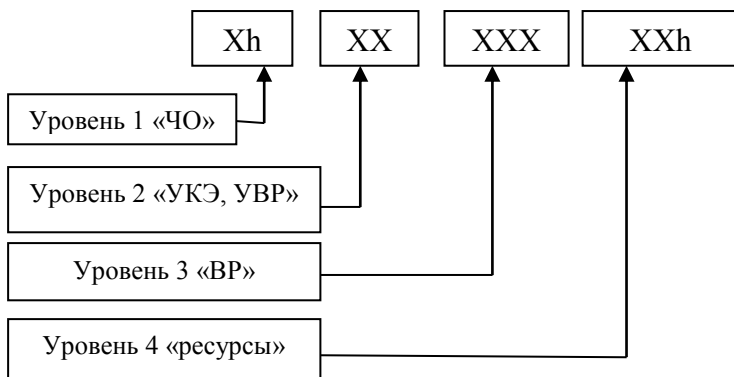 Xh XX XXX XXh
Уровень 1 «ЧО»
Уровень 2 «УКЭ, УВР»
Уровень 3 «ВР»
Уровень 4 «ресурсы»